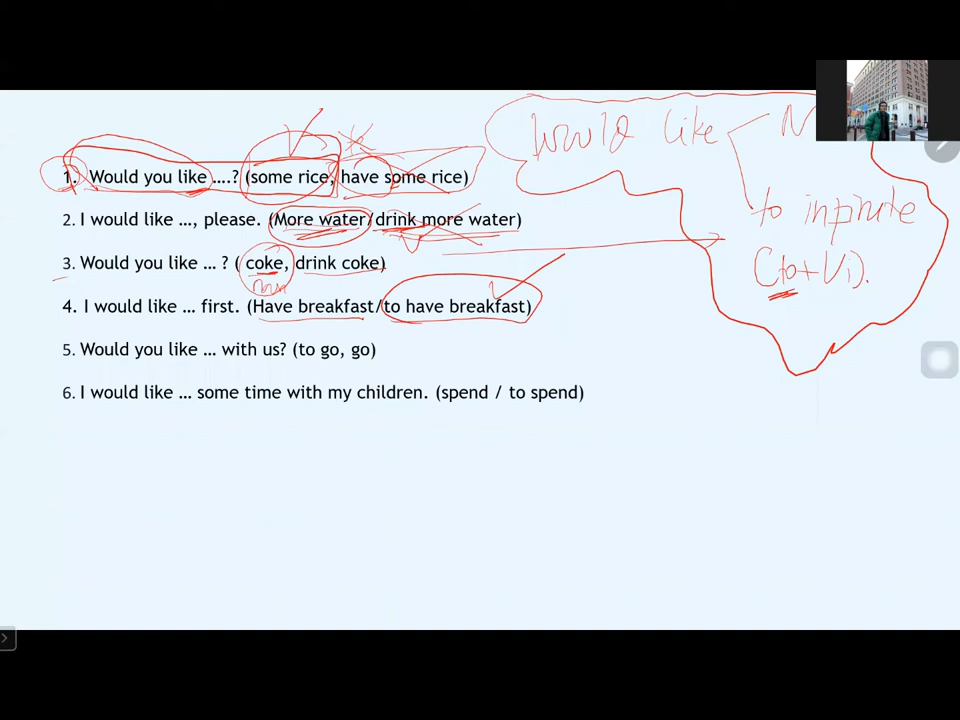 would like N
1. Would you like ….? (some rice, have some rice)
2. I would like …, please. (More water/drink more water)
to infinitive
3. Would you like … ? ( coke, drink coke)
(to+Vi).
noun
4. I would like … first. (Have breakfast/to have breakfast)
5. Would you like … with us? (to go, go)
6. I would like … some time with my children. (spend / to spend)